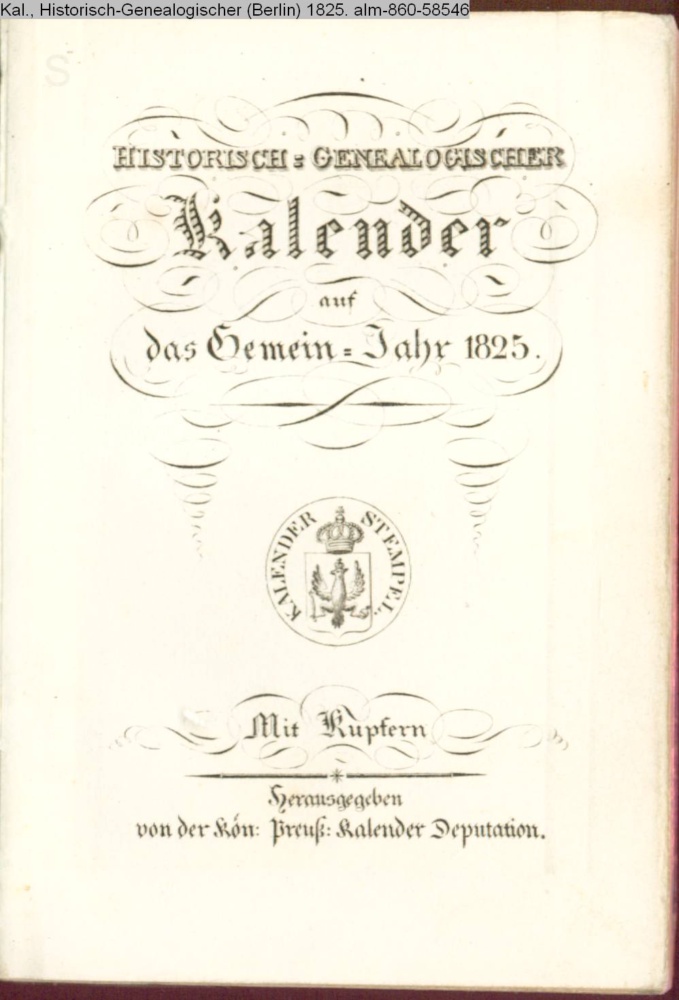 Kal., Historisch-Genealogischer (Berlin) 1825. alm-860-58546
S
HISTORISCH=GENEALOGISCHER
Kalender
auf
das Gemein=Jahr 1825.
KALENDER STEMPEL.
Mit Kupfern
Herausgegeben
von der Kön: Preuß: Kalender Deputation.